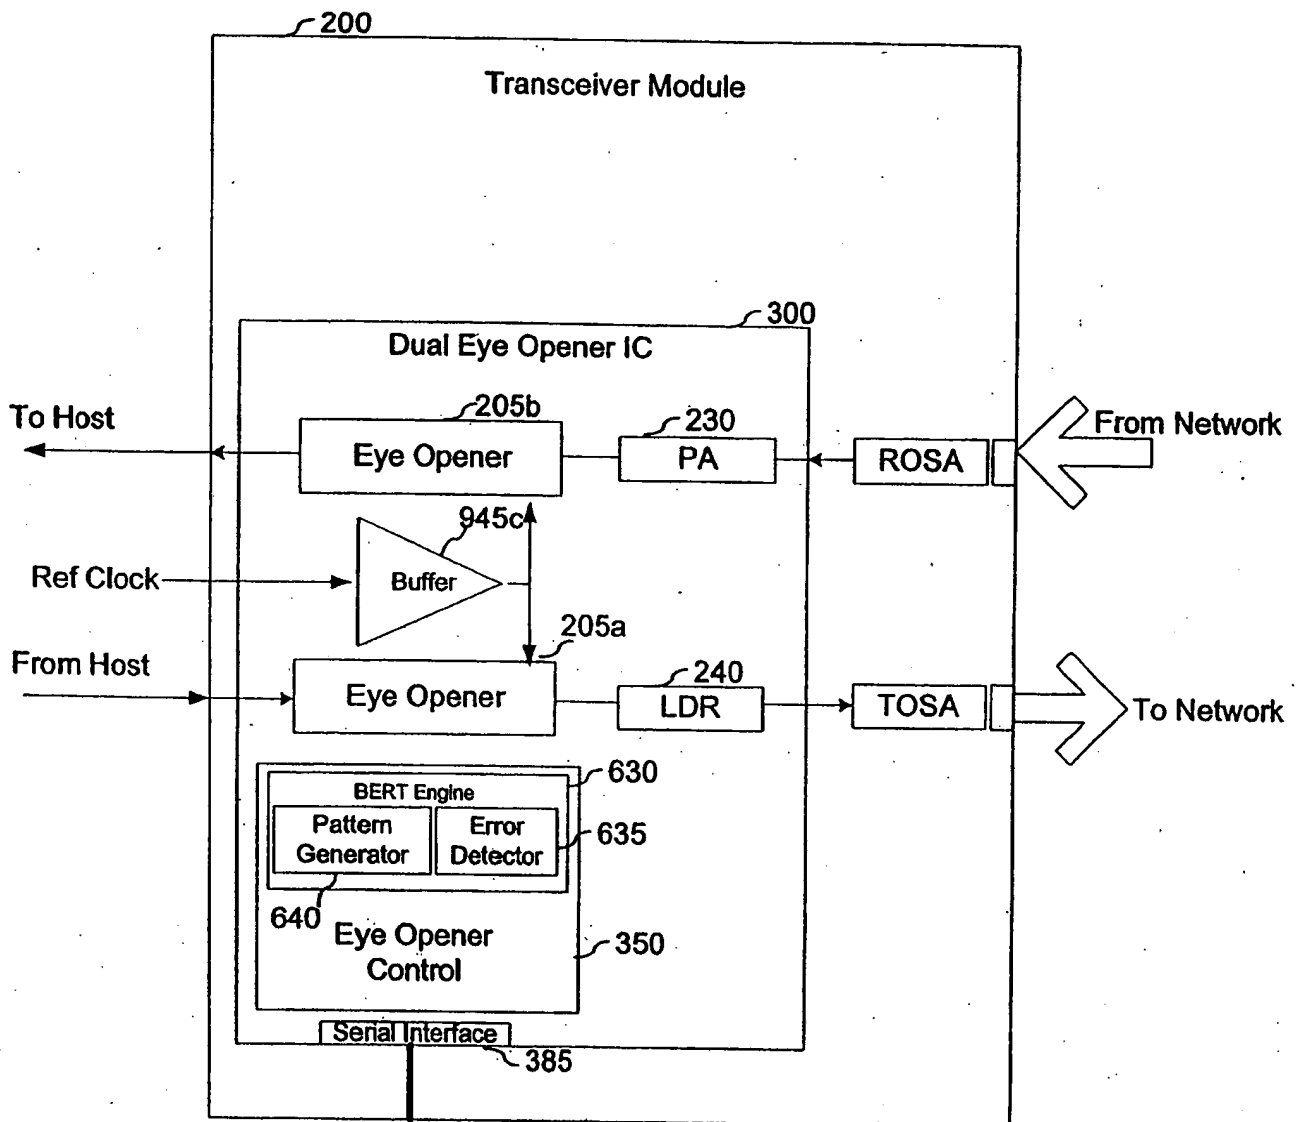 200
Transceiver Module
300
Dual Eye Opener IC
To Host
205b
230
From Network
Eye Opener
PA
ROSA
945c
Ref Clock
Buffer
205a
From Host
240
Eye Opener
LDR
TOSA
To Network
630
BERT Engine
Pattern
Generator
Error
Detector
635
640
Eye Opener
Control
350
Serial Interface
385